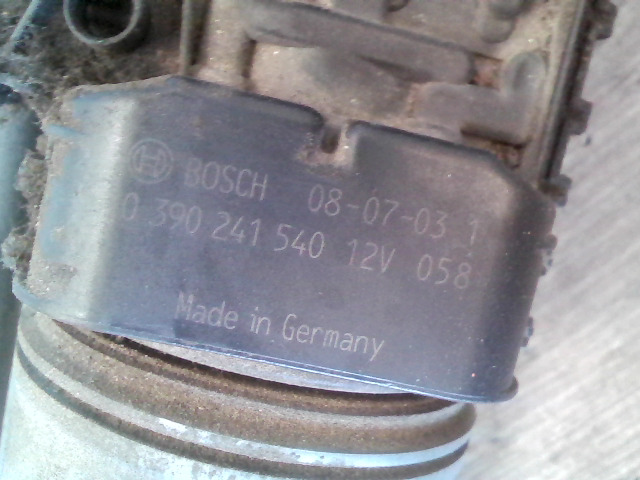 BOSCH 08-07-03 1
0 390 241 540 12V 058
Made in Germany